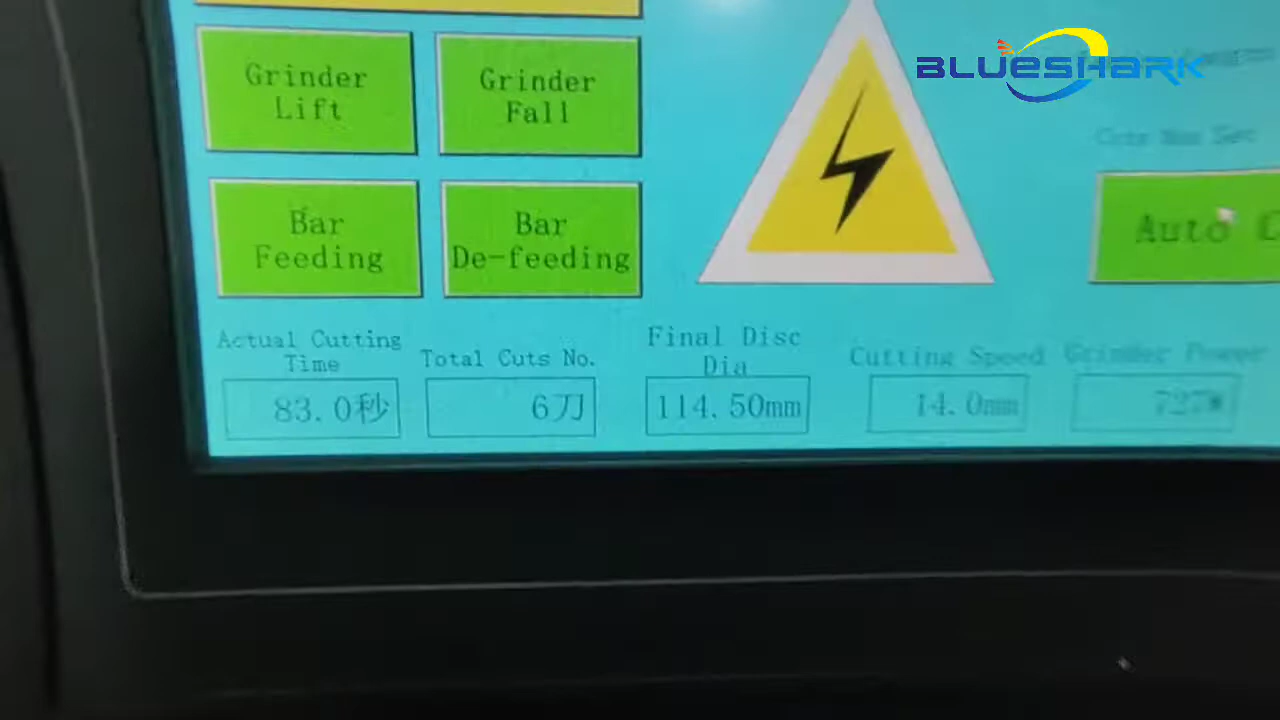 BLUESHARK
Grinder
Lift
Grinder
Fall
Bar
Feeding
Bar
De-feeding
Auto C
Actual Cutting
Time
Total Cuts No.
Final Disc
Dia
Cutting Speed
Grinder Power
83.0秒
6刀
114.50mm
14.0mm
727W